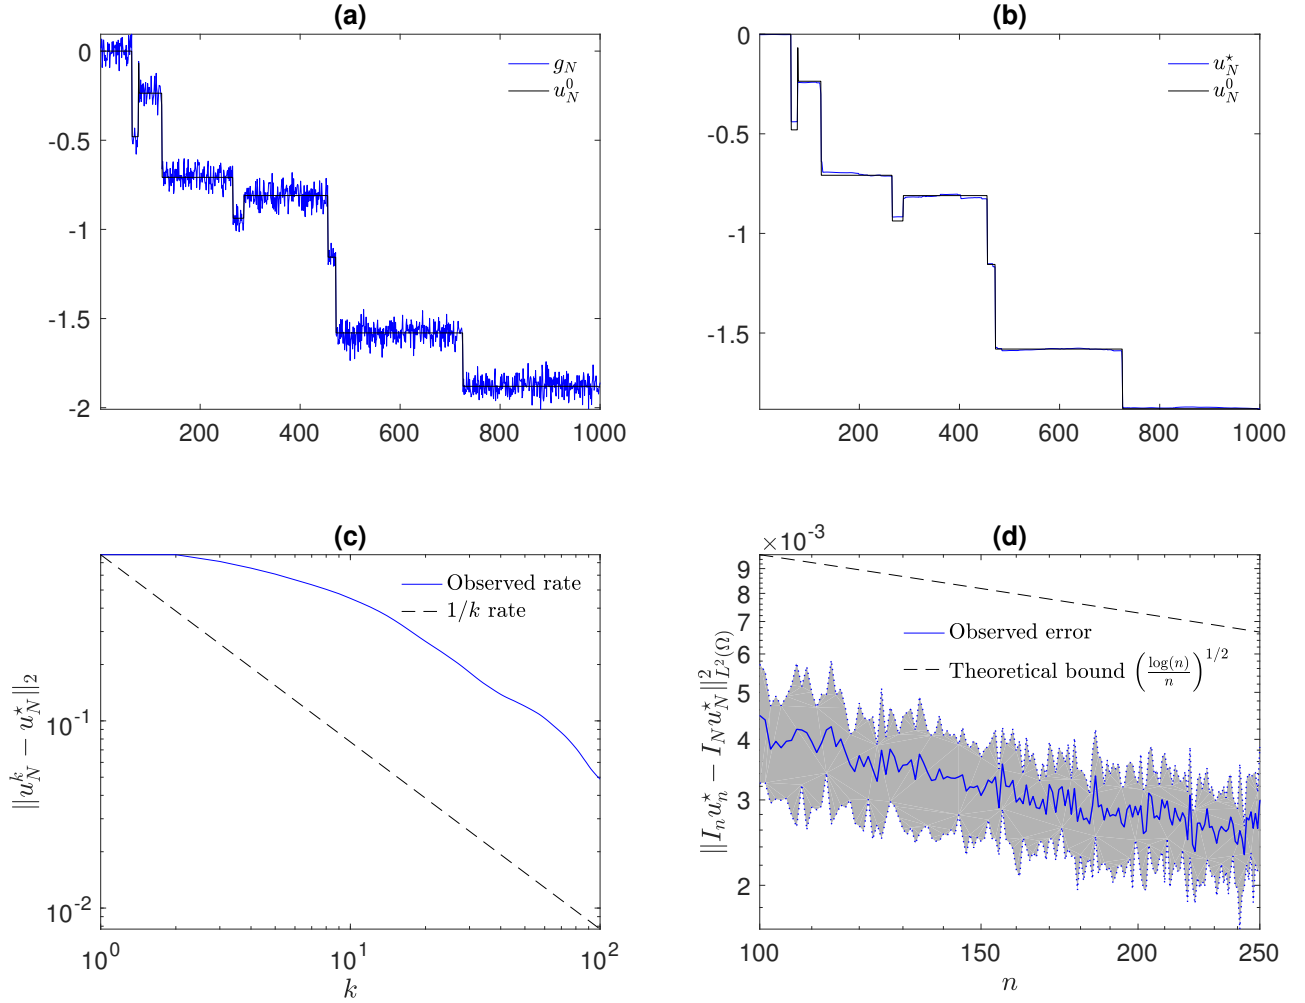 (a)
0
-0.5
-1
-1.5
-2
200 400 600 800 1000
g_N
u_N^0
(b)
0
-0.5
-1
-1.5
200 400 600 800 1000
u_N^⋆
u_N^0
(c)
10^{-1}
10^{-2}
10^0 10^1 10^2
k
||u_N^k − u_N^⋆||_2
Observed rate
1/k rate
(d)
×10^{-3}
9
8
7
6
5
4
3
2
100 150 200 250
n
||I_n u_n^⋆ − I_N u_N^⋆||^2_{L^2(Ω)}
Observed error
Theoretical bound (log(n)/n)^{1/2}